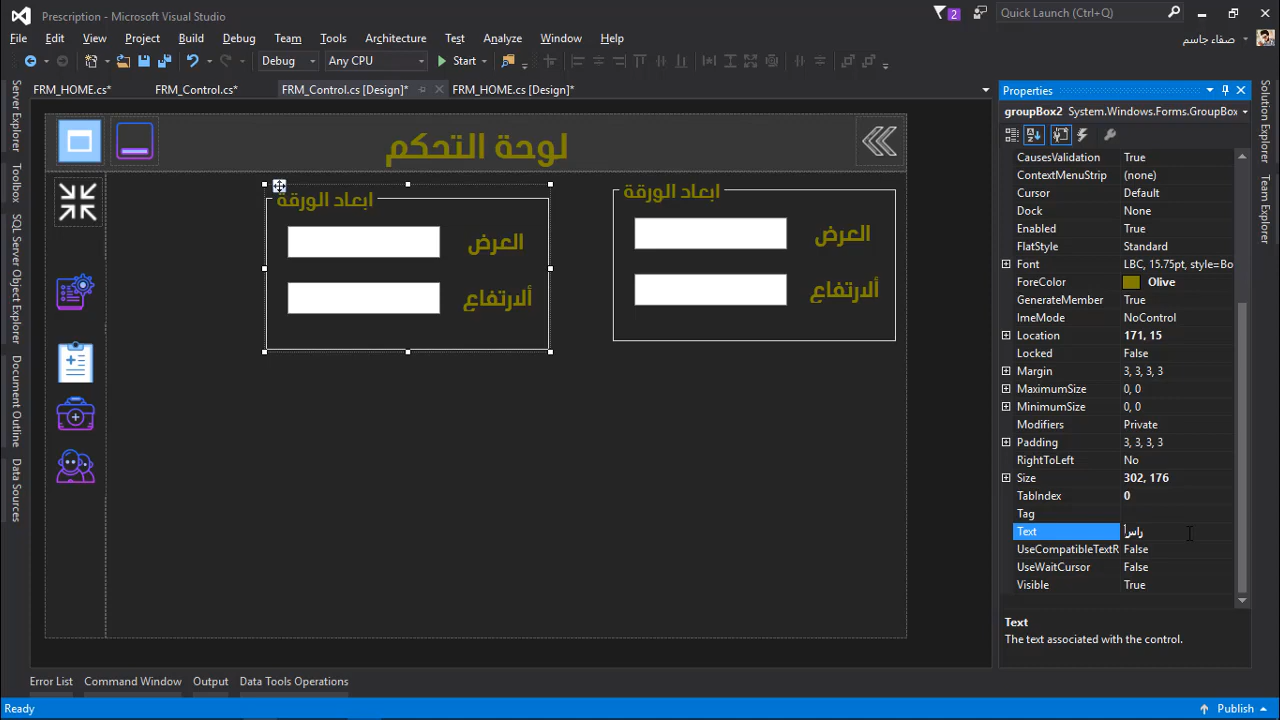 Prescription - Microsoft Visual Studio
2
Quick Launch (Ctrl+Q)
File Edit View Project Build Debug Team Tools Architecture Test Analyze Window Help
صفاء جاسم
Debug Any CPU Start
FRM_HOME.cs* FRM_Control.cs* FRM_Control.cs [Design]* FRM_HOME.cs [Design]*
Server Explorer
Toolbox
SQL Server Object Explorer
Document Outline
Data Sources
لوحة التحكم
ابعاد الورقة
العرض
ألارتفاع
ابعاد الورقة
العرض
ألارتفاع
Properties
groupBox2 System.Windows.Forms.GroupBox
CausesValidation True
ContextMenuStrip (none)
Cursor Default
Dock None
Enabled True
FlatStyle Standard
Font LBC, 15.75pt, style=Bo
ForeColor Olive
GenerateMember True
ImeMode NoControl
Location 171, 15
Locked False
Margin 3, 3, 3, 3
MaximumSize 0, 0
MinimumSize 0, 0
Modifiers Private
Padding 3, 3, 3, 3
RightToLeft No
Size 302, 176
TabIndex 0
Tag
Text راسأ
UseCompatibleTextR False
UseWaitCursor False
Visible True
Text
The text associated with the control.
Solution Explorer
Team Explorer
Error List Command Window Output Data Tools Operations
Ready
Publish